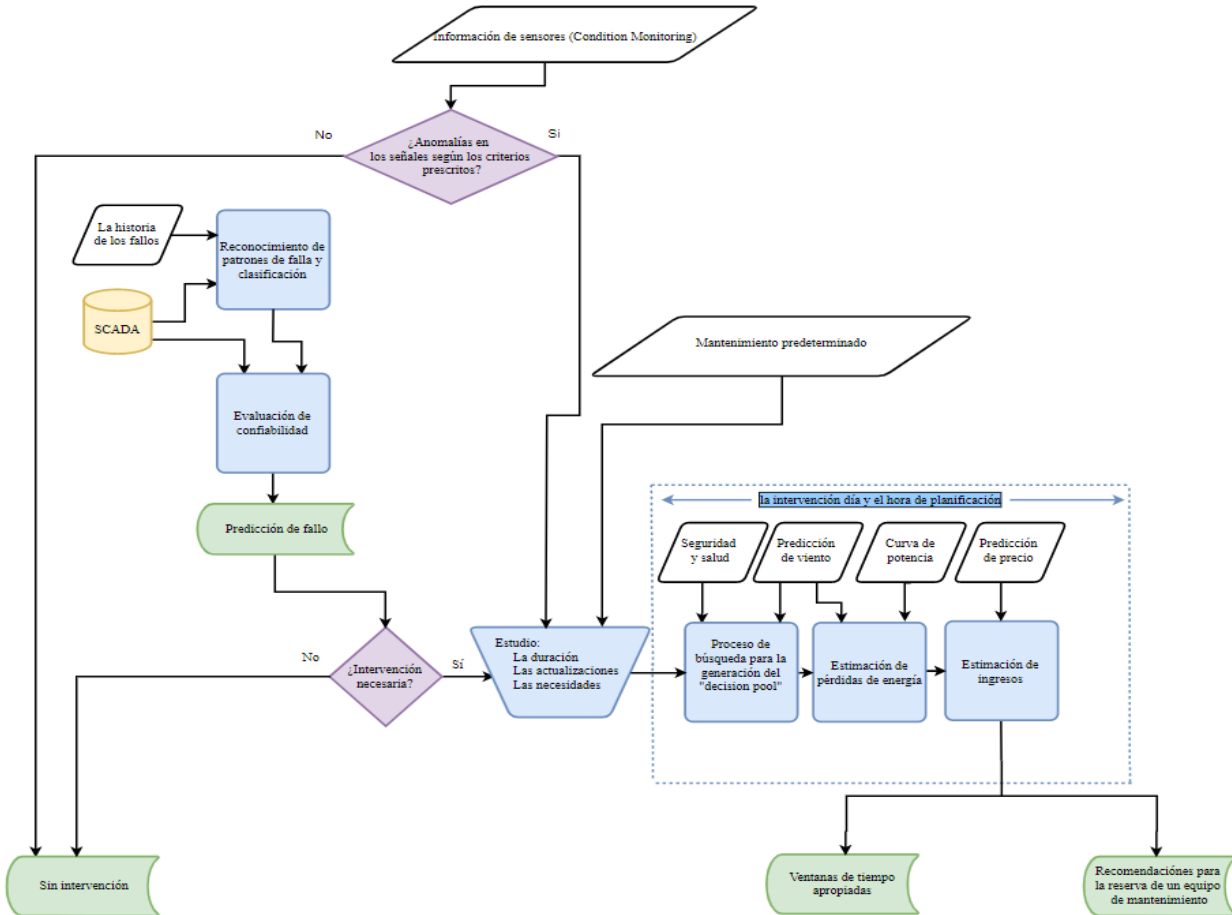 Información de sensores (Condition Monitoring)
No
Si
¿Anomalías en
los señales según los criterios
prescritos?
La historia
de los fallos
Reconocimiento de
patrones de falla y
clasificación
SCADA
Mantenimiento predeterminado
Evaluación de
confiabilidad
Predicción de fallo
la intervención día y el hora de planificación
Seguridad
y salud
Predicción
de viento
Curva de
potencia
Predicción
de precio
No
¿Intervención
necesaria?
Sí
Estudio:
La duración
Las actualizaciones
Las necesidades
Proceso de
búsqueda para la
generación del
"decision pool"
Estimación de
pérdidas de energía
Estimación de
ingresos
Sin intervención
Ventanas de tiempo
apropiadas
Recomendaciónes para
la reserva de un equipo
de mantenimiento